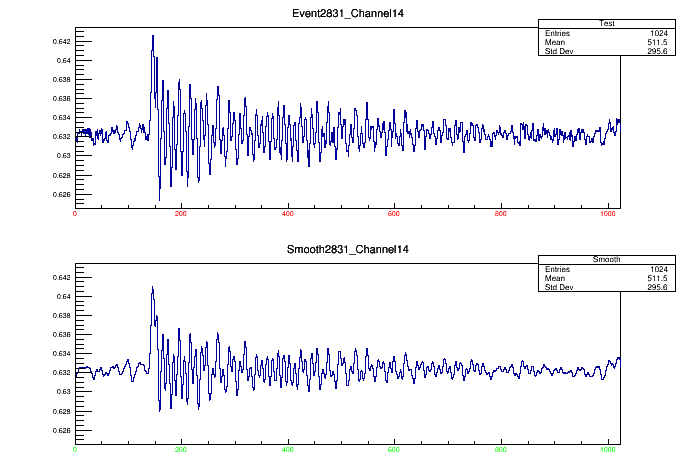 Event2831_Channel14
Test
Entries 1024
Mean 511.5
Std Dev 295.6
0.642
0.64
0.638
0.636
0.634
0.632
0.63
0.628
0.626
0 200 400 600 800 1000
Smooth2831_Channel14
Smooth
Entries 1024
Mean 511.5
Std Dev 295.6
0.642
0.64
0.638
0.636
0.634
0.632
0.63
0.628
0.626
0 200 400 600 800 1000